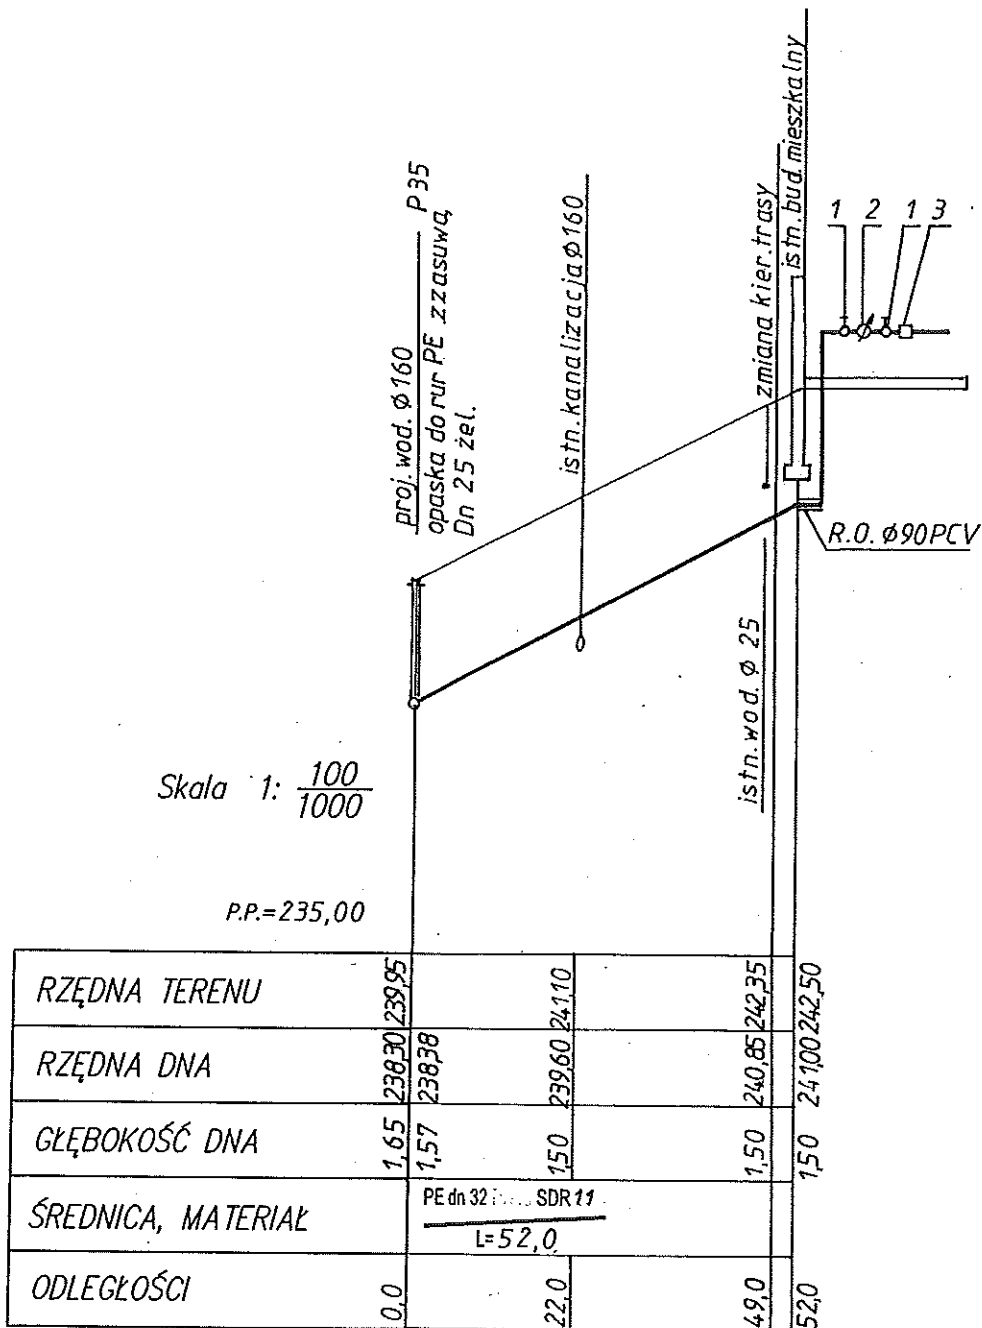 proj. wod. ϕ160 P35
opaska do rur PE z zasuwą,
Dn 25 żel.
istn. kanalizacja ϕ160
zmiana kier. trasy
istn. bud. mieszkalny
1 2 1 3
R.O. ϕ90PCV
istn. wod. ϕ 25
Skala 1: 100
1000
P.P.=235,00
RZĘDNA TERENU 239,95 241,10 242,35 242,50
RZĘDNA DNA 238,30 238,38 239,60 240,85 241,00
GŁĘBOKOŚĆ DNA 1,65 1,57 1,50 1,50 1,50
ŚREDNICA, MATERIAŁ PE dn 32 SDR 11
L=52,0
ODLEGŁOŚCI 0,0 22,0 49,0 52,0